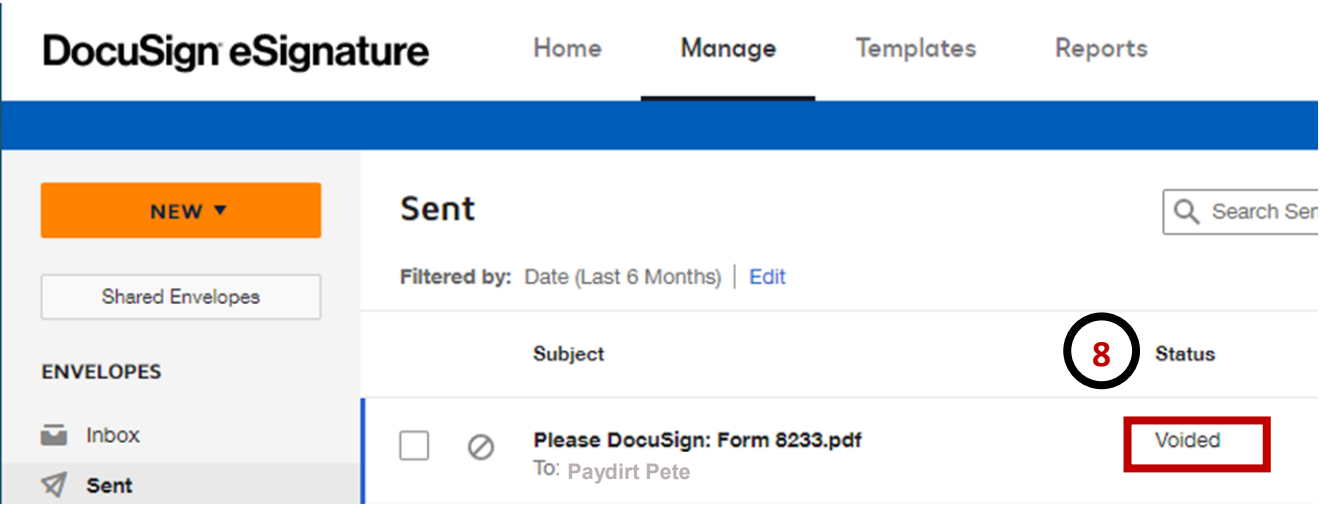 DocuSign eSignature Home Manage Templates Reports
NEW
Shared Envelopes
ENVELOPES
Inbox
Sent
Sent
Search
Filtered by: Date (Last 6 Months) | Edit
Subject 8 Status
Please DocuSign: Form 8233.pdf Voided
To: Paydirt Pete